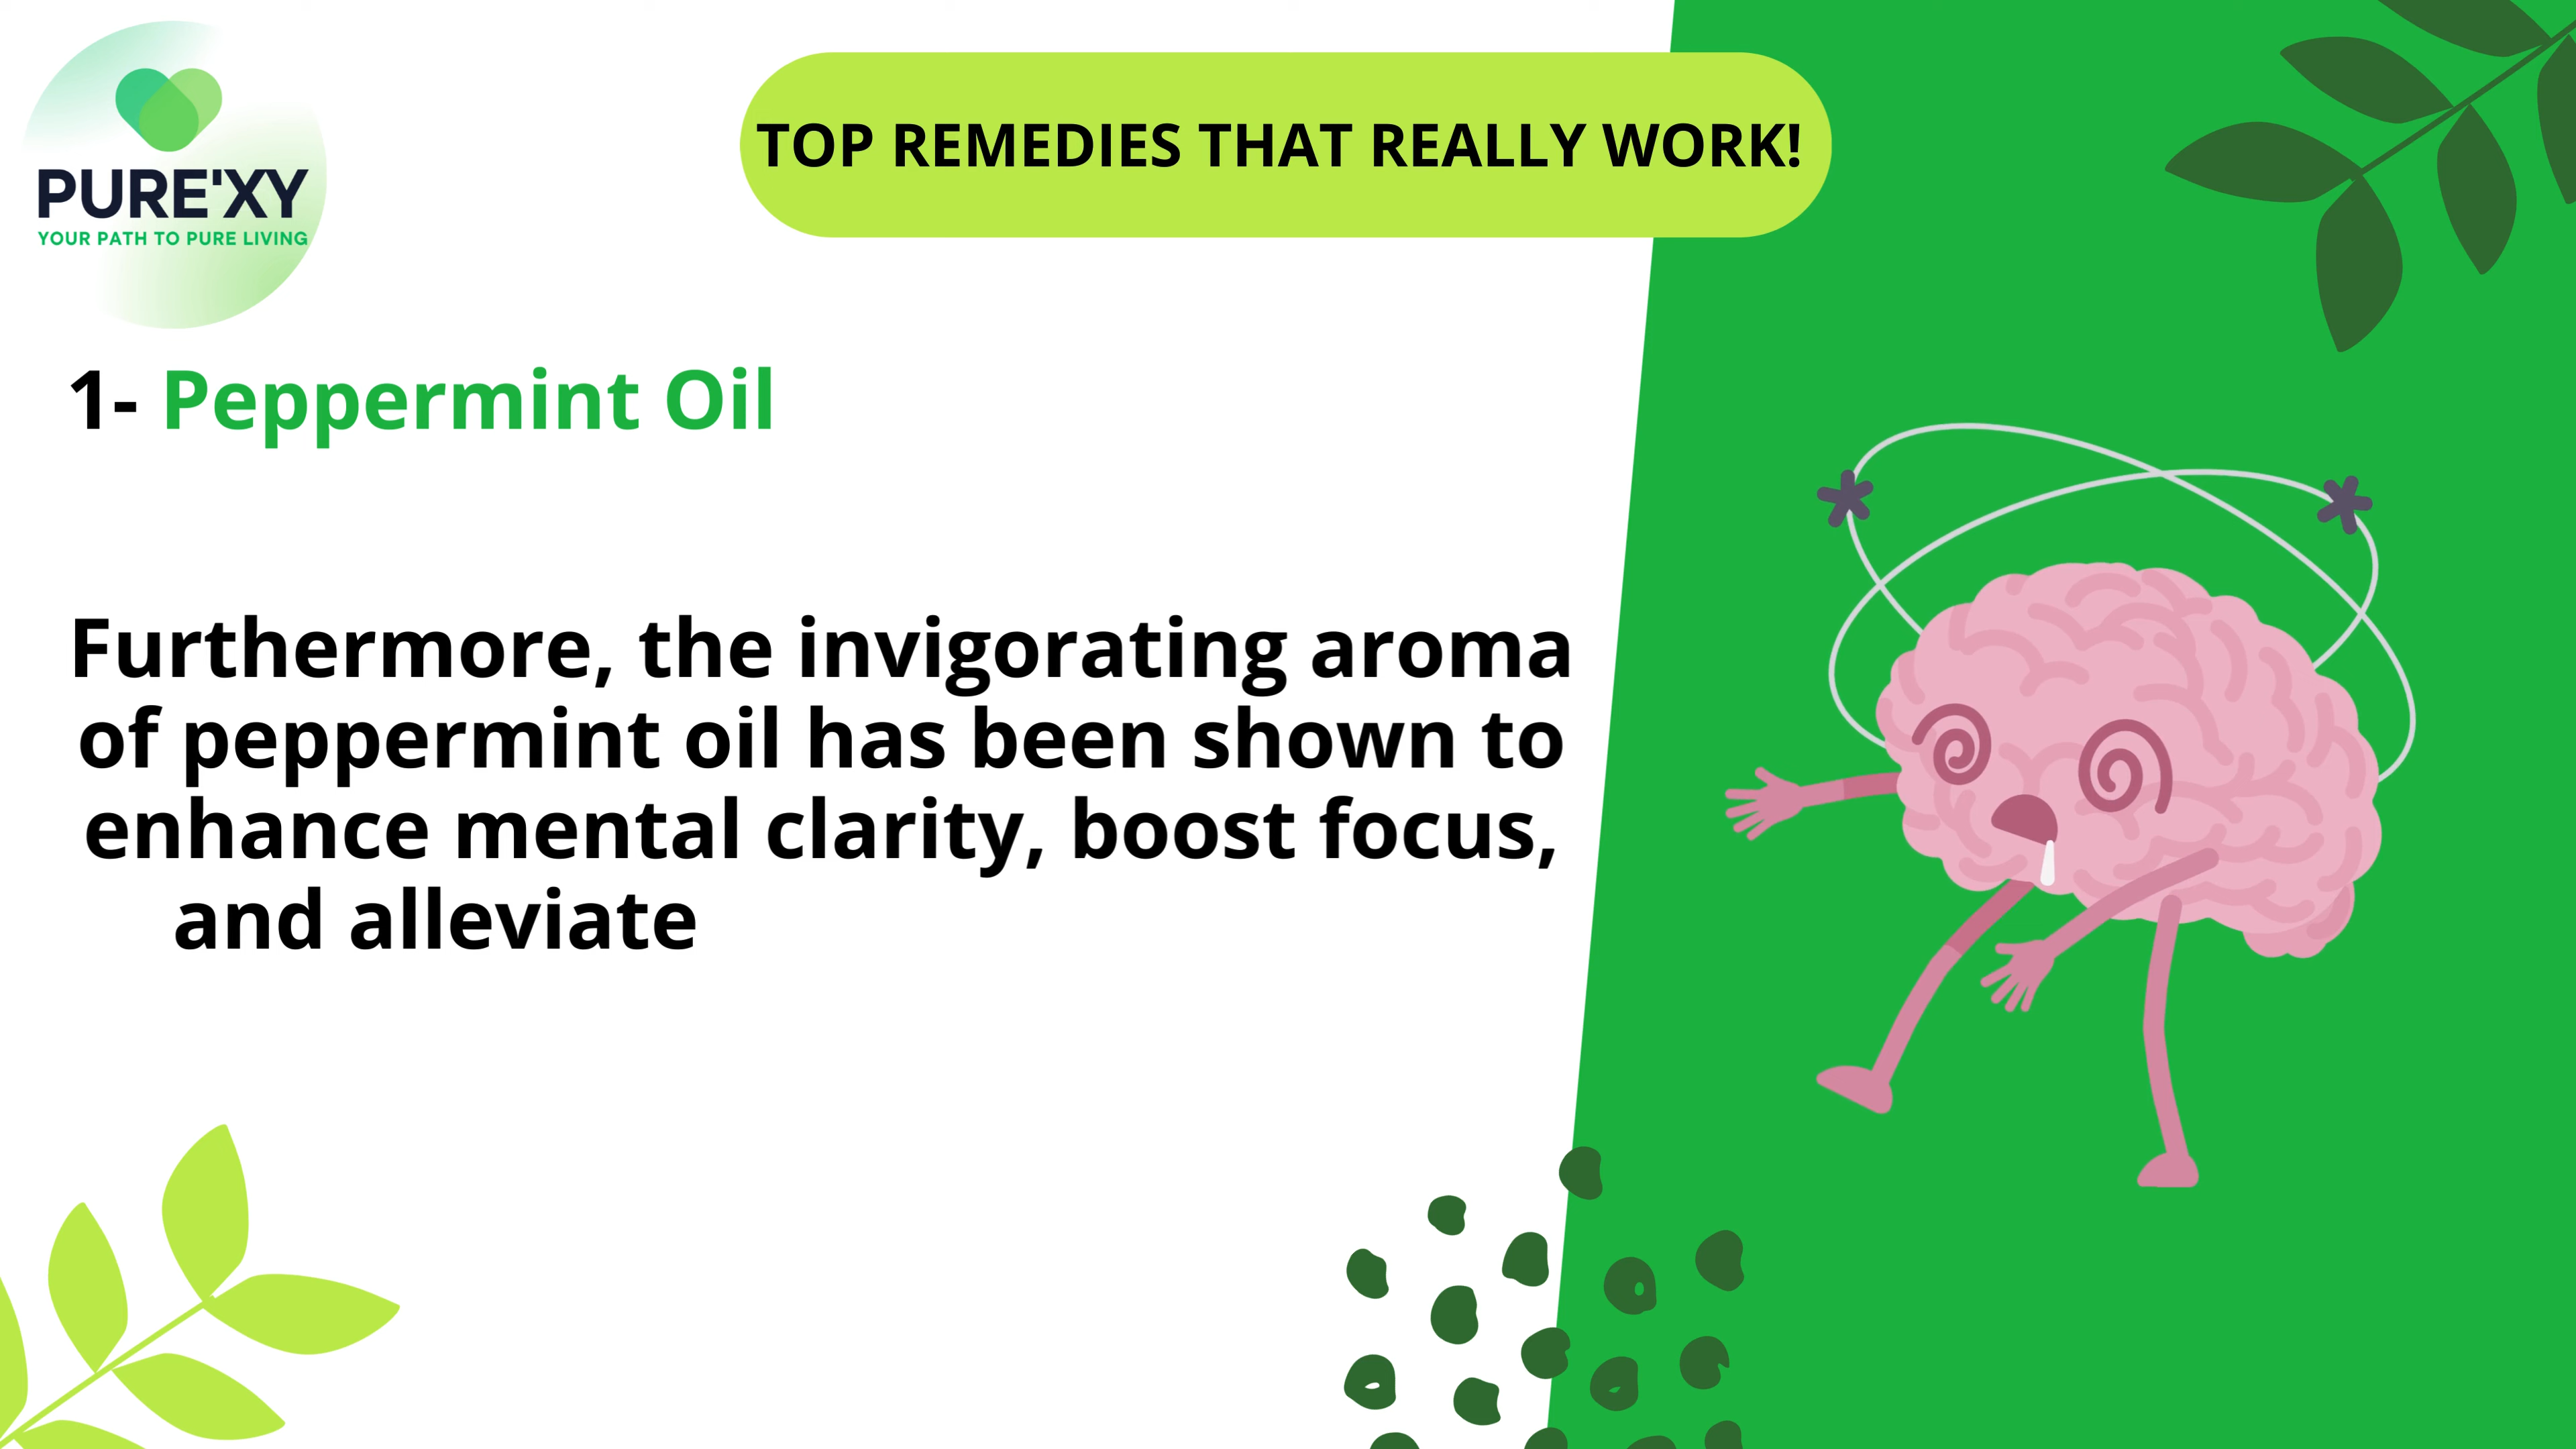 PURE'XY
YOUR PATH TO PURE LIVING
TOP REMEDIES THAT REALLY WORK!
1- Peppermint Oil
Furthermore, the invigorating aroma
of peppermint oil has been shown to
enhance mental clarity, boost focus,
and alleviate